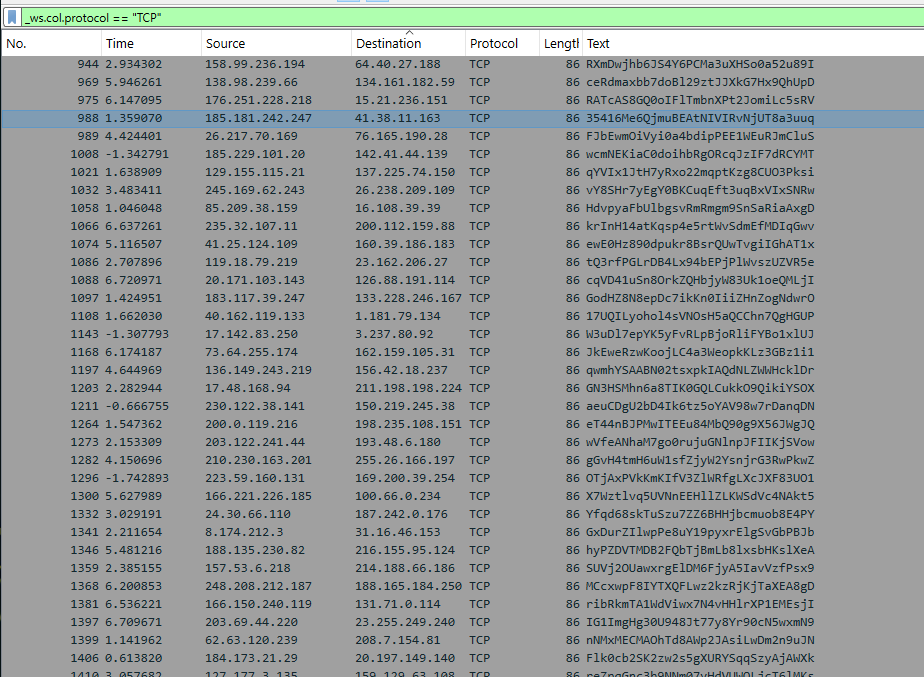 _ws.col.protocol == "TCP"
No. Time Source Destination Protocol Length Text
944 2.934302 158.99.236.194 64.40.27.188 TCP 86 RXmDwjhb6JS4Y6PCMa3uXHSo0a52u89I
969 5.946261 138.98.239.66 134.161.82.59 TCP 86 ceRdmaxbb7doBl29ztJJXkG7Hx9QhUpD
975 6.147095 176.251.228.218 15.21.236.151 TCP 86 RATcAS8GQ0oIFlTmbnXPt2JomiLc5sRV
988 1.359070 185.181.242.247 41.38.11.163 TCP 86 35416Me6QjmuBEAtNIVIRvNjUT8a3uuq
989 4.424401 26.217.70.169 76.165.190.28 TCP 86 FJbEwmOiVyi0a4bdipPEE1WEuRJmCluS
1008 -1.342791 185.229.101.20 142.41.44.139 TCP 86 wcmNEKiaC0doihbRgORcqJzIF7dRCYMT
1021 1.638909 129.155.115.21 137.225.74.150 TCP 86 qYVIx1JtH7yRxo22mqptKzg8CUO3Pksi
1032 3.483411 245.169.62.243 26.238.209.109 TCP 86 vY8SHr7yEgY0BKCuqEft3uqBxVIxSNRw
1058 1.046048 85.209.38.159 16.108.39.39 TCP 86 HdvpyaFbUlbgsvRmRmgm9SnSaRiaAxgD
1066 6.637261 235.32.107.11 200.112.159.88 TCP 86 krInH14atKqsp4e5rtWvSdmEfMDIqGwv
1074 5.116507 41.25.124.109 160.39.186.183 TCP 86 ewE0Hz890dpukr8BsrQUwTvgiIGhAT1x
1086 2.707896 119.18.79.219 23.162.206.27 TCP 86 tQ3rfPGLrDB4Lx94bEPjPlWvszUZVR5e
1088 6.720971 20.171.103.143 126.88.191.114 TCP 86 cqVD41uSn8OrkZQHbjyW83Uk1oeQMLjI
1097 1.424951 183.117.39.247 133.228.246.167 TCP 86 GodHZ8N8epDc7ikKn0IiiZHnZogNdwrO
1108 1.662030 40.162.119.133 1.181.79.134 TCP 86 17UQILyohol4sVNOsH5aQCChn7QgHGUP
1143 -1.307793 17.142.83.250 3.237.80.92 TCP 86 W3uDl7epYK5yFvRLpBjoRliFYBo1xlUJ
1168 6.174187 73.64.255.174 162.159.105.31 TCP 86 JkEweRzwKoojLC4a3WeopkKLz3GBz1i1
1197 4.644969 136.149.243.219 156.42.18.237 TCP 86 qwmhYSAABN02tsxpkIAQdNLZWWHcklDr
1203 2.282944 17.48.168.94 211.198.198.224 TCP 86 GN3HSMhn6a8TIK0GQLCukkO9QikiYSOX
1211 -0.666755 230.122.38.141 150.219.245.38 TCP 86 aeuCDgU2bD4Ik6tz5oYAV98w7rDanqDN
1264 1.547362 200.0.119.216 198.235.108.151 TCP 86 eT44nBJPMwITEEu84MbQ90g9X56JWgJQ
1273 2.153309 203.122.241.44 193.48.6.180 TCP 86 wVfeANhaM7go0rujuGNlnpJFIIKjSVow
1282 4.150696 210.230.163.201 255.26.166.197 TCP 86 gGvH4tmH6uW1sfZjyW2YsnjrG3RwPkwZ
1296 -1.742893 223.59.160.131 169.200.39.254 TCP 86 OTjAxPVkKmKIfV3ZlWRfgLXcJXF83UO1
1300 5.627989 166.221.226.185 100.66.0.234 TCP 86 X7Wztlvq5UVNnEEHllZLKWSdVc4NAkt5
1332 3.029191 24.30.66.110 187.242.0.176 TCP 86 Yfqd68skTuSzu7ZZ6BHHjbcmuob8E4PY
1341 2.211654 8.174.212.3 31.16.46.153 TCP 86 GxDurZIlwpPe8uY19pyxrElgSvGbPBJb
1346 5.481216 188.135.230.82 216.155.95.124 TCP 86 hyPZDVTMDB2FQbTjBmLb8lxsbHKslXeA
1359 2.385155 157.53.6.218 214.188.66.186 TCP 86 SUVj2OUawxrgElDM6FjyA5IavVzfPsx9
1368 6.200853 248.208.212.187 188.165.184.250 TCP 86 MCcxwpF8IYTXQFLwz2kzRjKjTaXEA8gD
1381 6.536221 166.150.240.119 131.71.0.114 TCP 86 ribRkmTA1WdViwx7N4vHHlrXP1EMEsjI
1397 6.709671 203.69.44.220 23.255.249.240 TCP 86 IG1ImgHg30U948Jt77y8Yr90cN5wxmN9
1399 1.141962 62.63.120.239 208.7.154.81 TCP 86 nNMxMECMAOhTd8AWp2JAsiLwDm2n9uJN
1406 0.613820 184.173.21.29 20.197.149.140 TCP 86 Flk0cb2SK2zw2s5gXURYSqqSzyAjAWXk
1410 3.057682 127.177.3.135 159.129.63.108 TCP 86